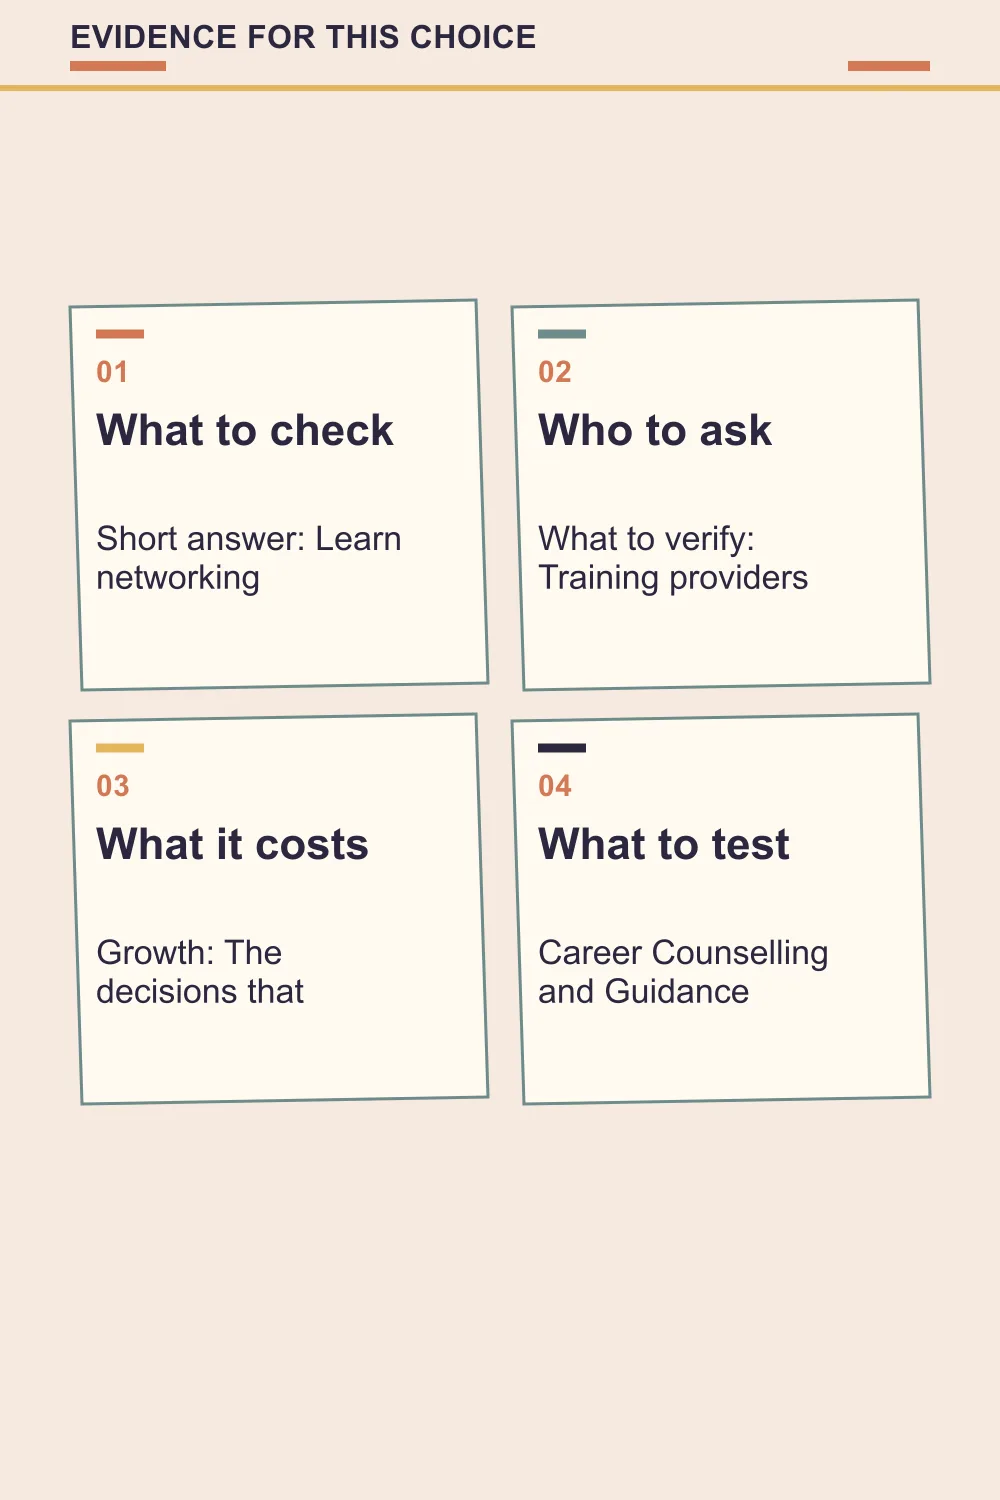 EVIDENCE FOR THIS CHOICE
01
What to check
Short answer: Learn
networking
02
Who to ask
What to verify:
Training providers
03
What it costs
Growth: The
decisions that
04
What to test
Career Counselling
and Guidance